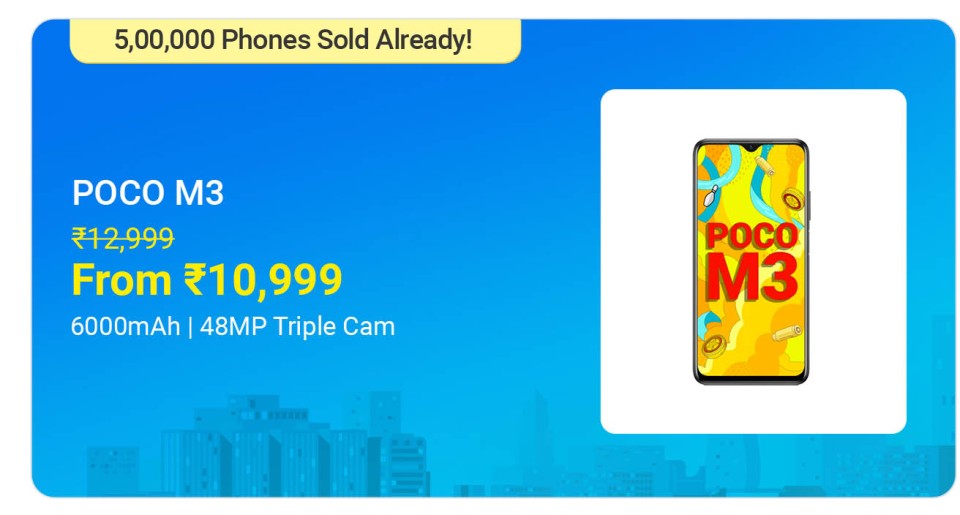 5,00,000 Phones Sold Already!
POCO M3
₹12,999
From ₹10,999
6000mAh | 48MP Triple Cam
POCO
M3